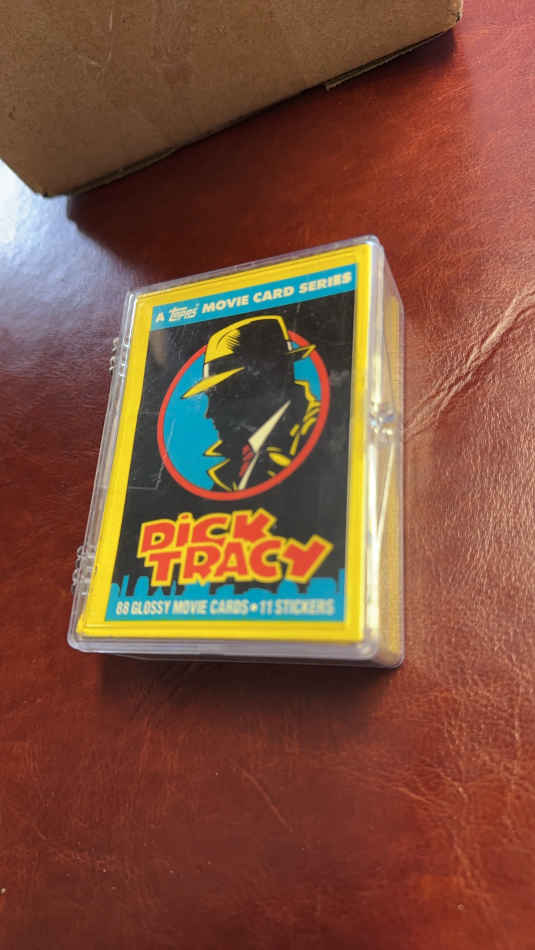 A Topps MOVIE CARD SERIES
DICK
TRACY
88 GLOSSY MOVIE CARDS • 11 STICKERS